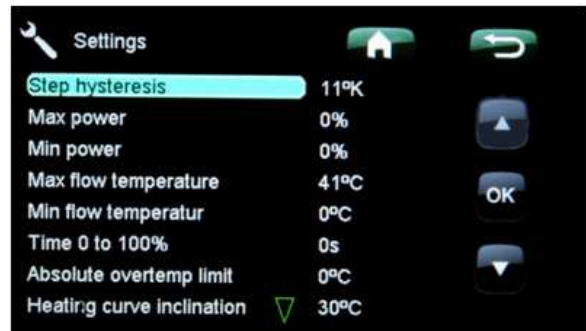 Settings
Step hysteresis 11ºK
Max power 0%
Min power 0%
Max flow temperature 41ºC
OK
Min flow temperatur 0ºC
Time 0 to 100% 0s
Absolute overtemp limit 0ºC
Heating curve inclination 30ºC